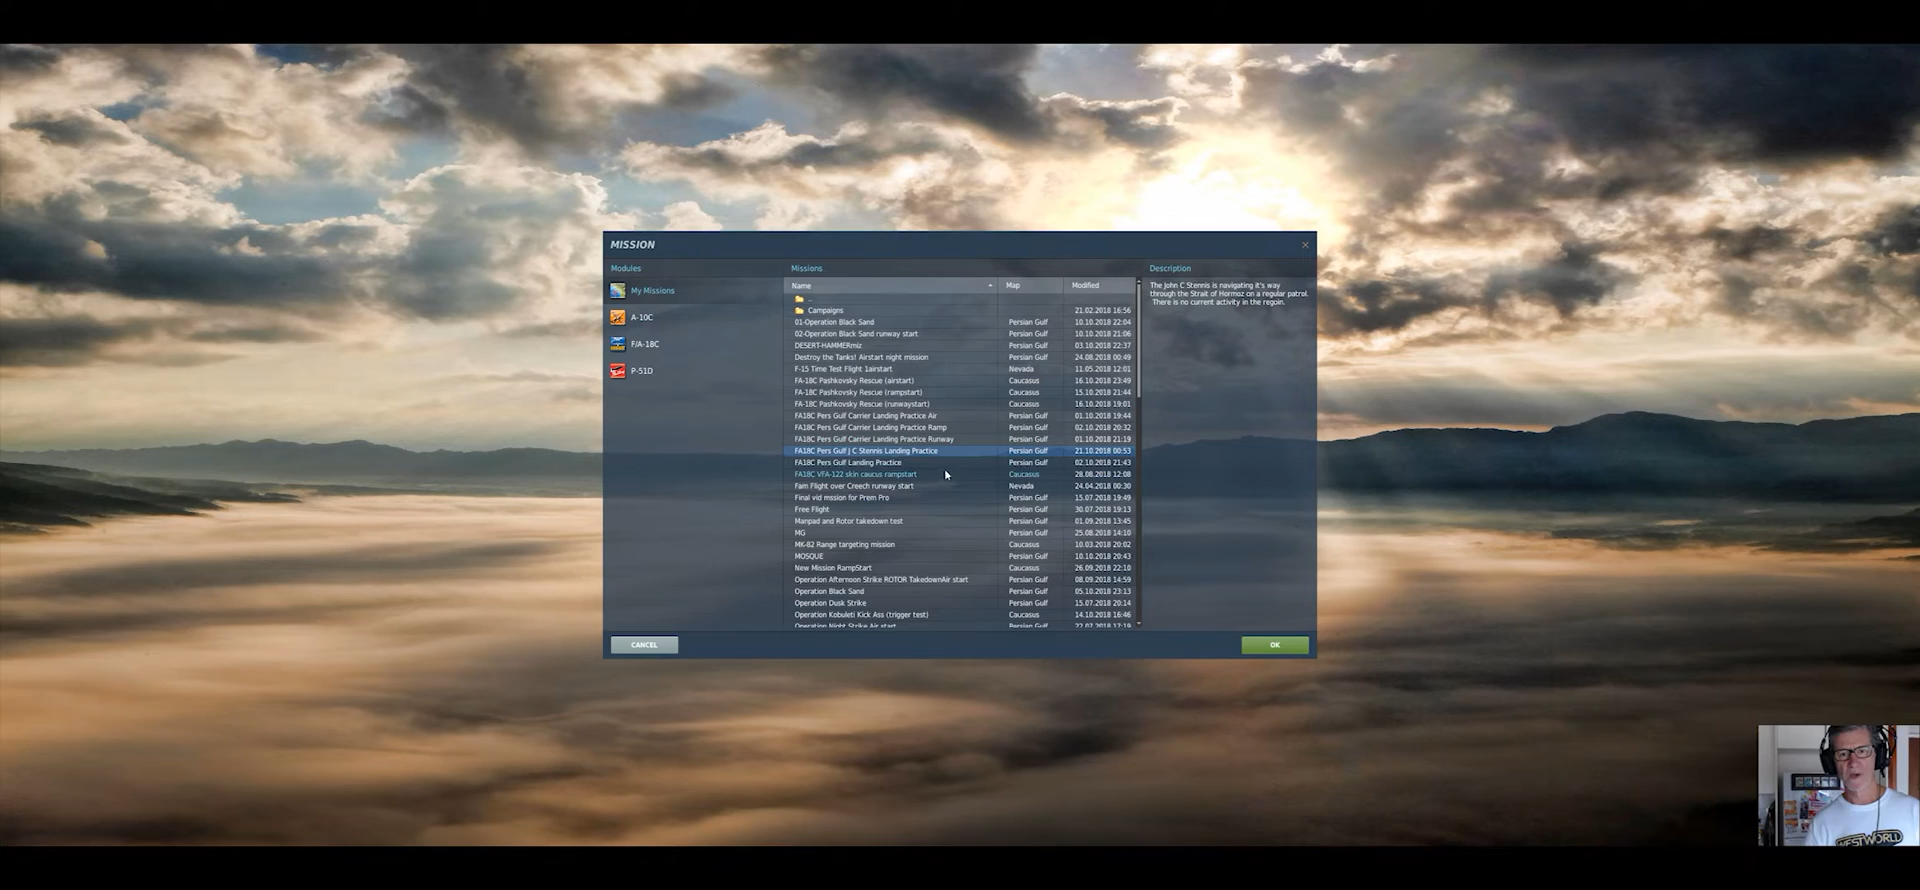 MISSION
Modules
My Missions
A-10C
F/A-18C
P-51D
Missions
Name Map Modified
..
Campaigns 21.02.2018 16:56
01-Operation Black Sand Persian Gulf 10.10.2018 22:04
02-Operation Black Sand runway start Persian Gulf 10.10.2018 21:06
DESERT-HAMMERmiz Persian Gulf 03.10.2018 22:37
Destroy the Tanks! Airstart night mission Persian Gulf 24.08.2018 00:49
F-15 Time Test Flight 1airstart Nevada 11.05.2018 12:01
FA-18C Pashkovsky Rescue (airstart) Caucasus 16.10.2018 23:49
FA-18C Pashkovsky Rescue (rampstart) Caucasus 15.10.2018 21:44
FA-18C Pashkovsky Rescue (runwaystart) Caucasus 16.10.2018 19:01
FA18C Pers Gulf Carrier Landing Practice Air Persian Gulf 01.10.2018 19:44
FA18C Pers Gulf Carrier Landing Practice Ramp Persian Gulf 02.10.2018 20:32
FA18C Pers Gulf Carrier Landing Practice Runway Persian Gulf 01.10.2018 21:19
FA18C Pers Gulf J C Stennis Landing Practice Persian Gulf 21.10.2018 00:53
FA18C Pers Gulf Landing Practice Persian Gulf 02.10.2018 21:43
FA18C VFA-122 skin caucus rampstart Caucasus 28.08.2018 12:08
Fam Flight over Creech runway start Nevada 24.04.2018 00:30
Final vid mssion for Prem Pro Persian Gulf 15.07.2018 19:49
Free Flight Persian Gulf 30.07.2018 19:13
Manpad and Rotor takedown test Persian Gulf 01.09.2018 13:45
MG Persian Gulf 25.08.2018 14:10
MK-82 Range targeting mission Caucasus 10.03.2018 20:02
MOSQUE Persian Gulf 10.10.2018 20:43
New Mission RampStart Caucasus 26.09.2018 22:10
Operation Afternoon Strike ROTOR TakedownAir start Persian Gulf 08.09.2018 14:59
Operation Black Sand Persian Gulf 05.10.2018 23:13
Operation Dusk Strike Persian Gulf 15.07.2018 20:14
Operation Kobuleti Kick Ass (trigger test) Caucasus 14.10.2018 16:46
Operation Night Strike Air start Persian Gulf 22.07.2018 17:19
Description
The John C Stennis is navigating it's way
through the Strait of Hormoz on a regular patrol.
There is no current activity in the regoin.
CANCEL
OK
WESTWORLD